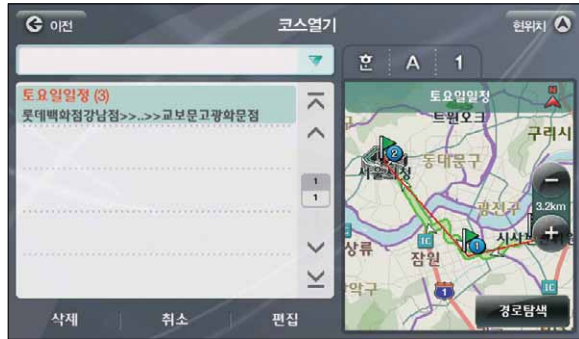 이전
코스열기
현위치
훈 A 1
토요일일정 (3)
롯데백화점강남점>>..>>교보문고광화문점
1
1
삭제
취소
편집
토요일일정
N
트윈오크
구리시
동대문구
서울시청
2
광진구
3.2km
상류
IC
잠원
1
IC
1
경로탐색